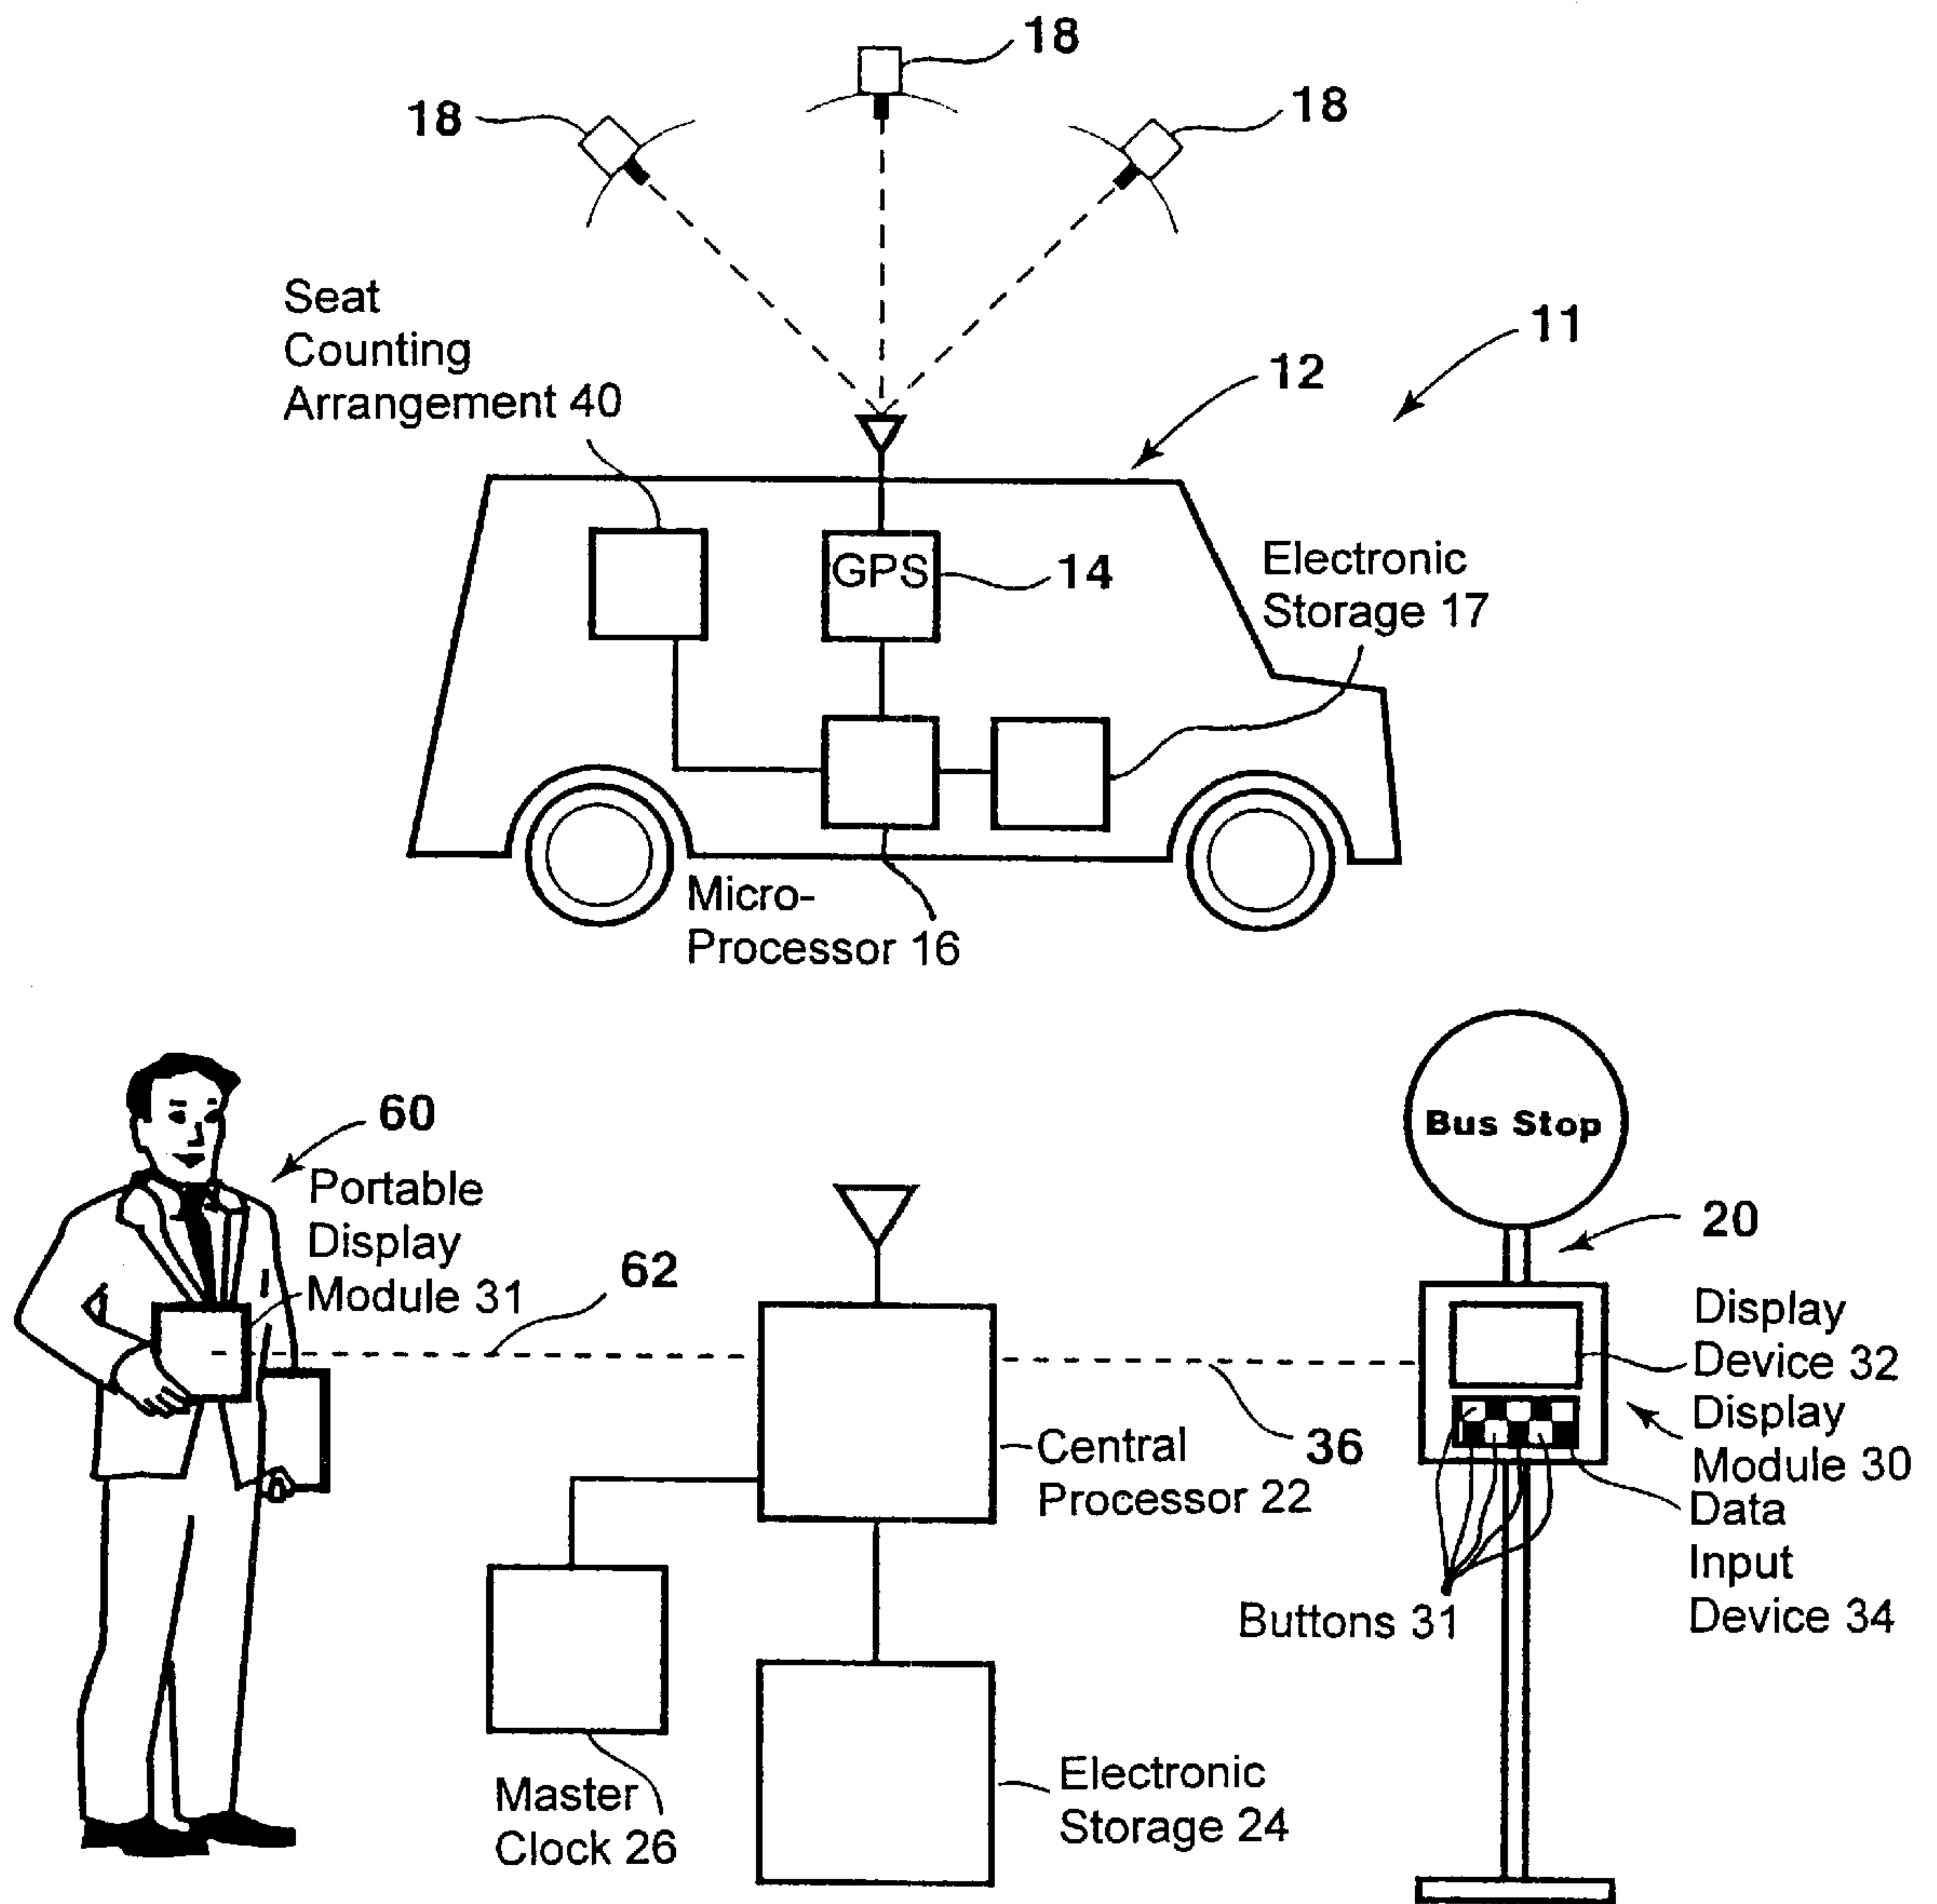 18
18
18
Seat
Counting
Arrangement 40
11
12
GPS
14
Electronic
Storage 17
Micro-
Processor 16
Bus Stop
60
Portable
Display
Module 31
62
20
Display
Device 32
36
Central
Processor 22
Display
Module 30
Data
Input
Device 34
Buttons 31
Master
Clock 26
Electronic
Storage 24